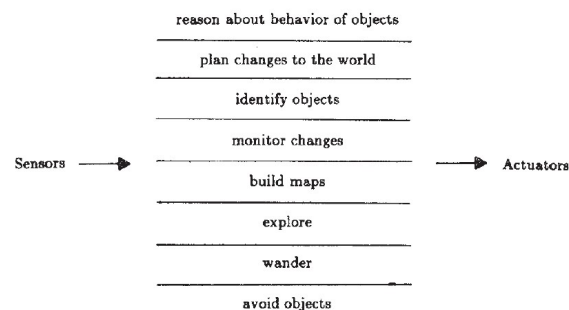 reason about behavior of objects
plan changes to the world
identify objects
monitor changes
Sensors
Actuators
build maps
explore
wander
avoid objects